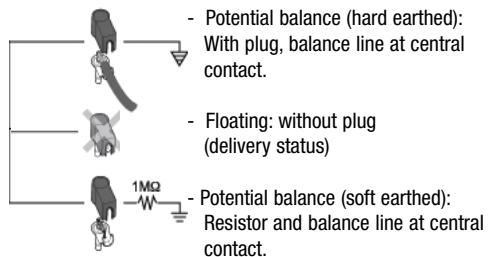 - Potential balance (hard earthed):
With plug, balance line at central
contact.
- Floating: without plug
(delivery status)
1MΩ
- Potential balance (soft earthed):
Resistor and balance line at central
contact.